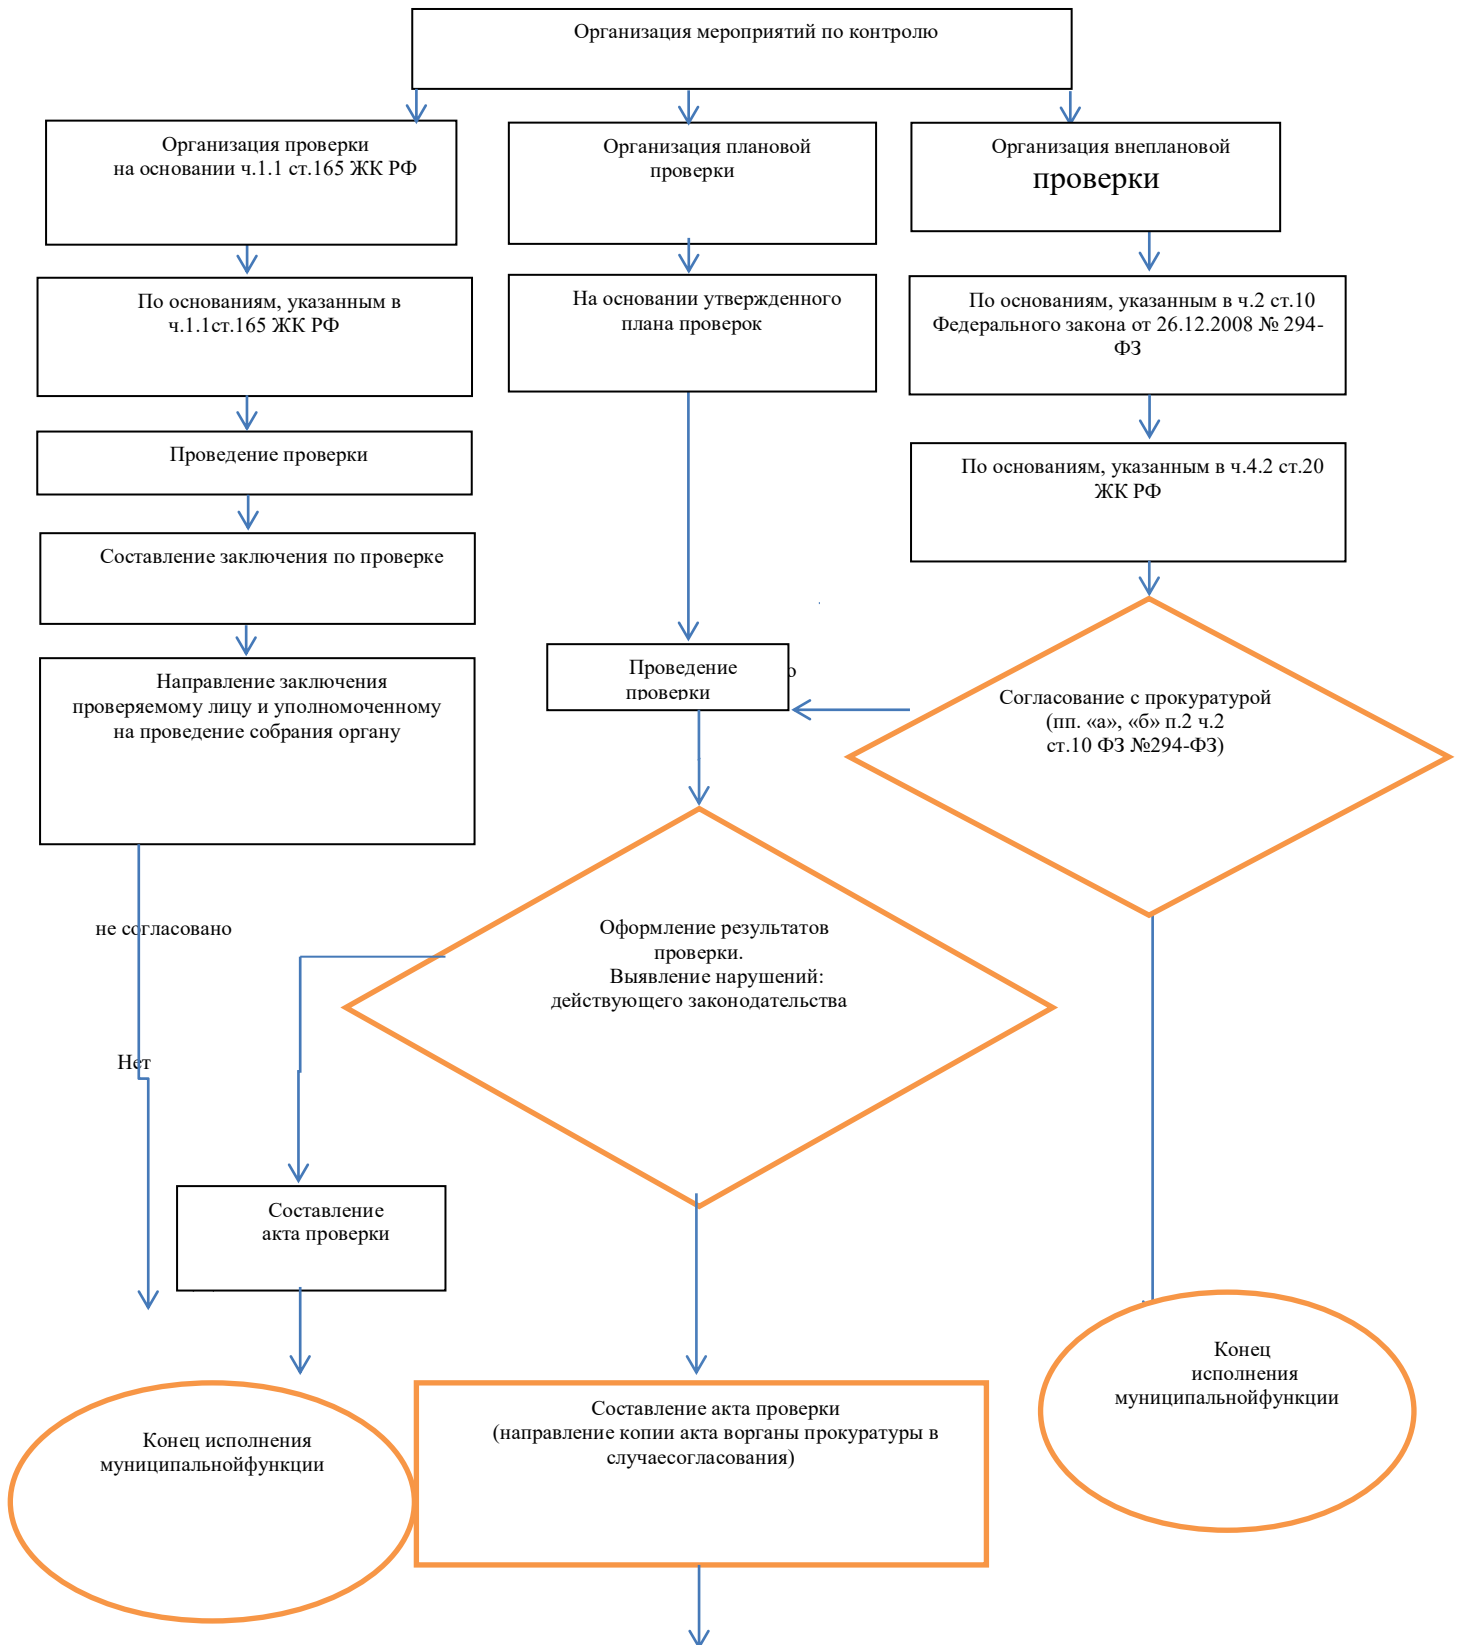 Организация мероприятий по контролю
Организация проверки
на основании ч.1.1 ст.165 ЖК РФ
Организация плановой
проверки
Организация внеплановой
проверки
По основаниям, указанным в
ч.1.1ст.165 ЖК РФ
На основании утвержденного
плана проверок
По основаниям, указанным в ч.2 ст.10
Федерального закона от 26.12.2008 № 294-
ФЗ
Проведение проверки
По основаниям, указанным в ч.4.2 ст.20
ЖК РФ
Составление заключения по проверке
Направление заключения
проверяемому лицу и уполномоченному
на проведение собрания органу
Проведение
проверки
Согласование с прокуратурой
(пп. «а», «б» п.2 ч.2
ст.10 ФЗ №294-ФЗ)
не согласовано
Оформление результатов
проверки.
Выявление нарушений:
действующего законодательства
Нет
Составление
акта проверки
Конец
исполнения
муниципальнойфункции
Составление акта проверки
(направление копии акта ворганы прокуратуры в
случаесогласования)
Конец исполнения
муниципальнойфункции